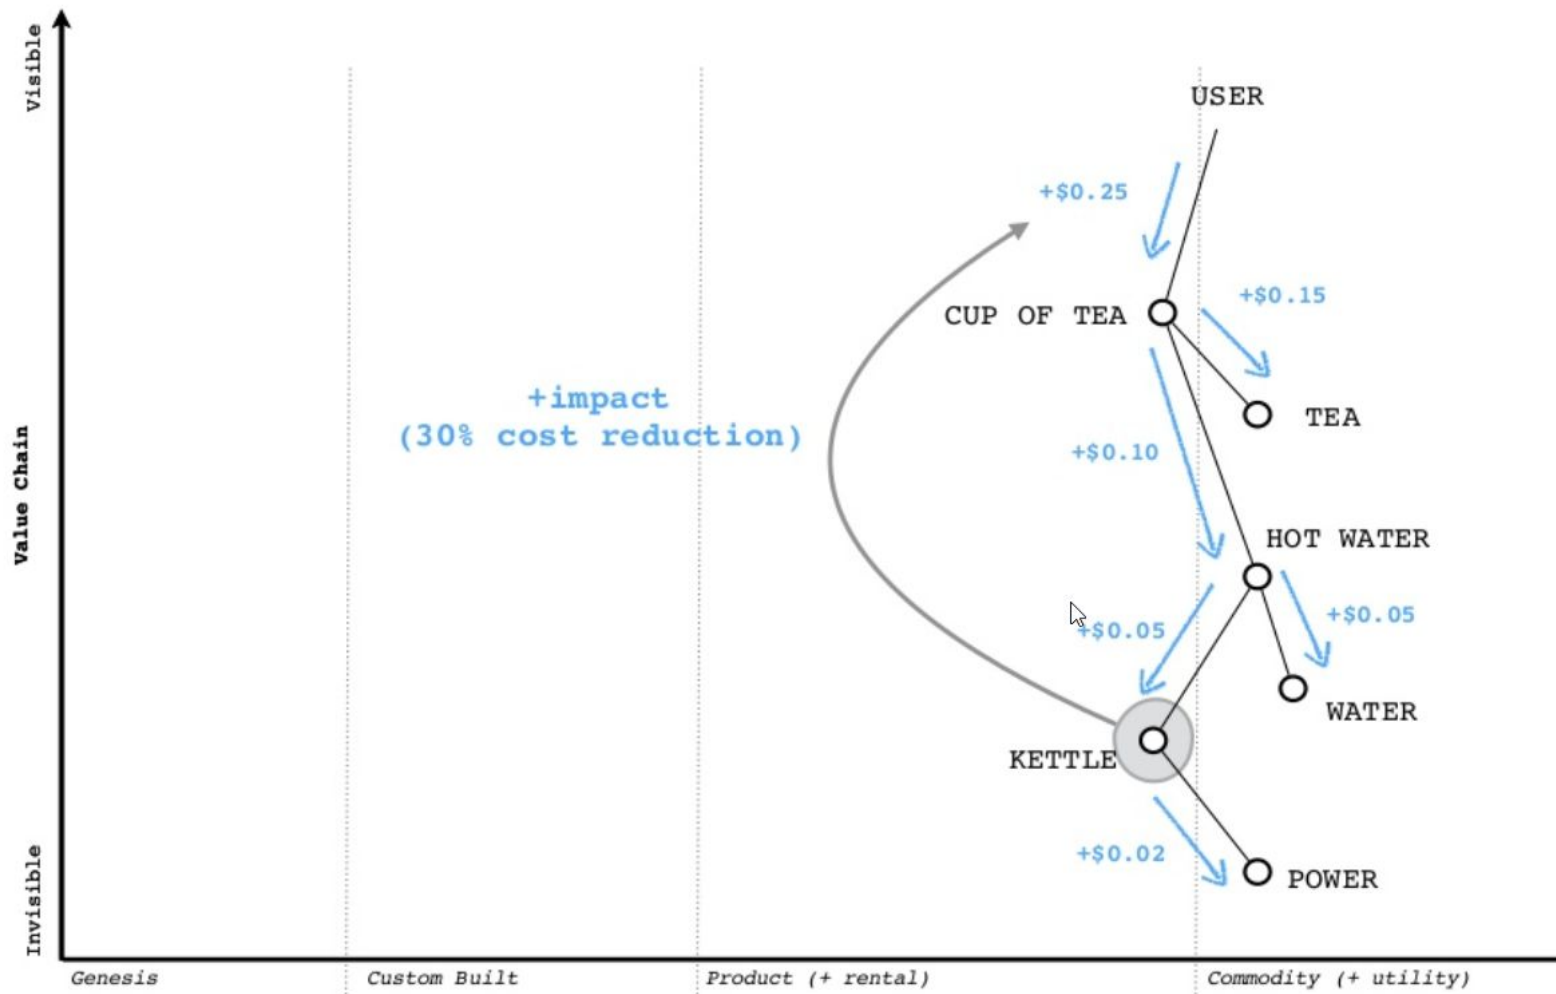 Visible
USER
+$0.25
+$0.15
CUP OF TEA
+impact
(30% cost reduction)
TEA
+$0.10
Value Chain
HOT WATER
+$0.05
+$0.05
WATER
KETTLE
+$0.02
POWER
Invisible
Genesis
Custom Built
Product (+ rental)
Commodity (+ utility)